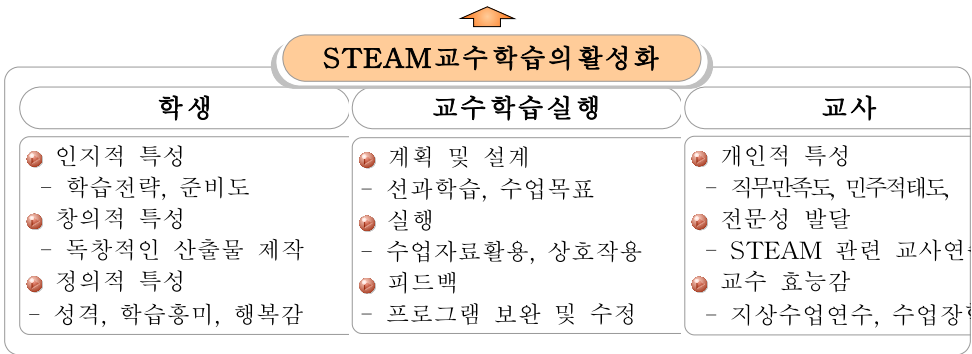 STEAM교수학습의활성화
학생
인지적 특성
- 학습전략, 준비도
창의적 특성
- 독창적인 산출물 제작
정의적 특성
- 성격, 학습흥미, 행복감
교수학습실행
계획 및 설계
- 선과학습, 수업목표
실행
- 수업자료활용, 상호작용
피드백
- 프로그램 보완 및 수정
교사
개인적 특성
- 직무만족도, 민주적태도,
전문성 발달
- STEAM 관련
교수 효능감
- 지상수업연수,